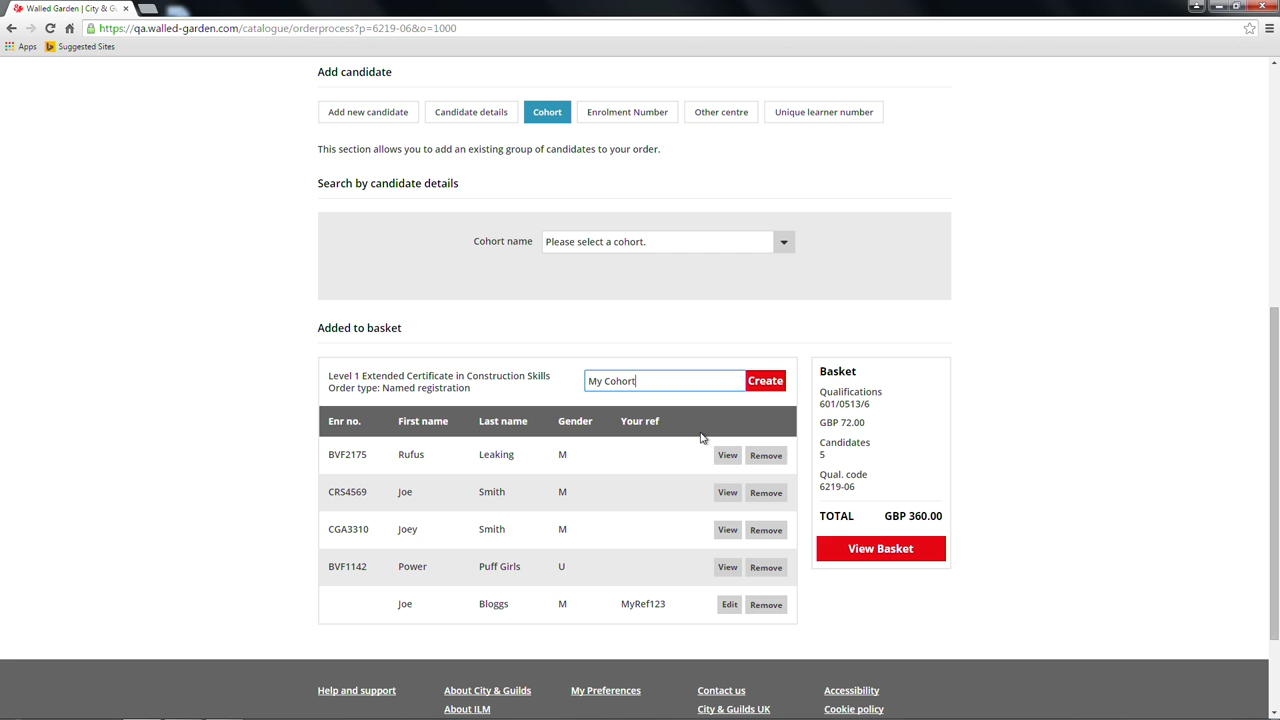 Walled Garden | City & Gu
https://qa.walled-garden.com/catalogue/orderprocess?p=6219-06&o=1000
Apps Suggested Sites
Add candidate
Add new candidate Candidate details Cohort Enrolment Number Other centre Unique learner number
This section allows you to add an existing group of candidates to your order.
Search by candidate details
Cohort name Please select a cohort.
Added to basket
Level 1 Extended Certificate in Construction Skills
Order type: Named registration
My Cohort Create
Enr no. First name Last name Gender Your ref
BVF2175 Rufus Leaking M View Remove
CRS4569 Joe Smith M View Remove
CGA3310 Joey Smith M View Remove
BVF1142 Power Puff Girls U View Remove
Joe Bloggs M MyRef123 Edit Remove
Basket
Qualifications
601/0513/6
GBP 72.00
Candidates
5
Qual. code
6219-06
TOTAL GBP 360.00
View Basket
Help and support About City & Guilds My Preferences Contact us Accessibility
About ILM City & Guilds UK Cookie policy